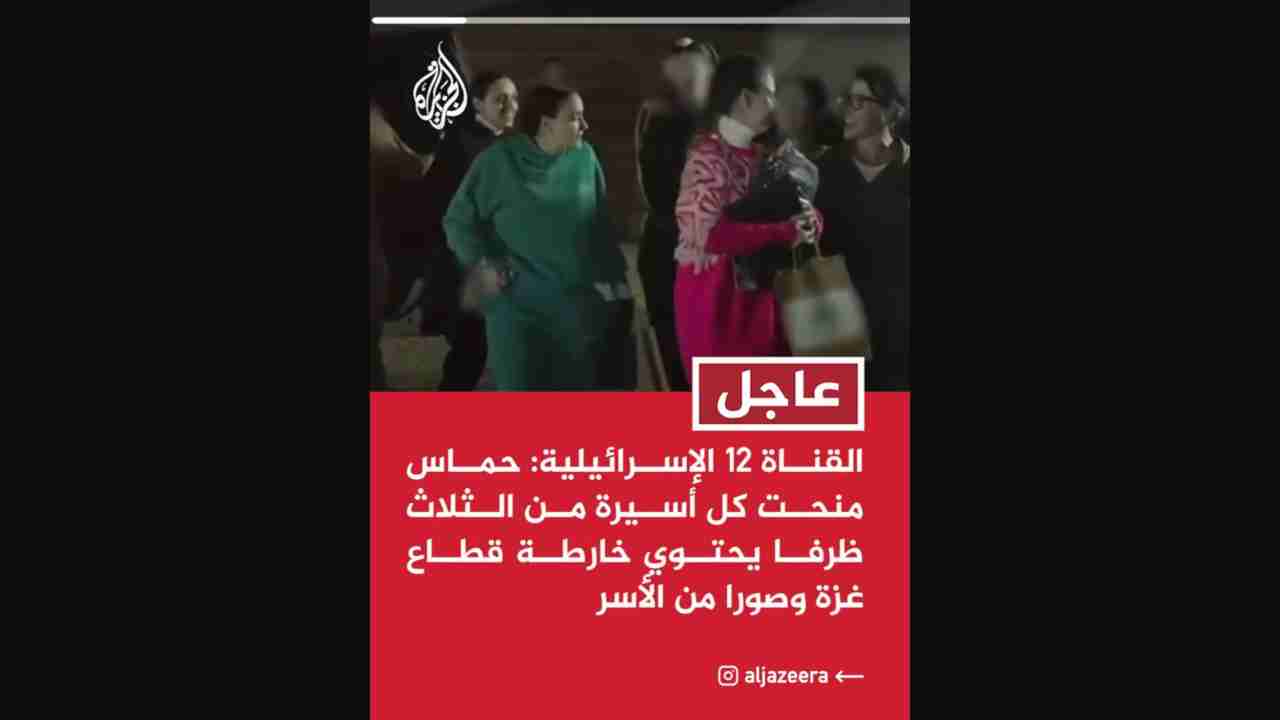 الجزيرة
عاجل
القناة 12 الإسرائيلية: حماس
منحت كل أسيرة من الثلاث
ظرفا يحتوي خارطة قطاع
غزة وصورا من الأسر
aljazeera